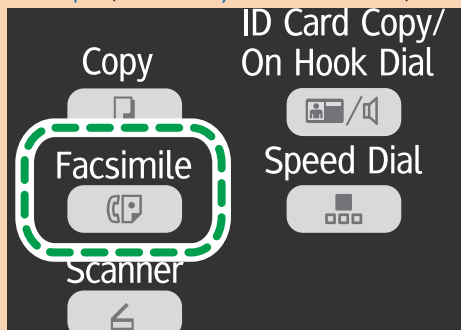 ID Card Copy/
Copy
On Hook Dial
Facsimile
Speed Dial
Scanner